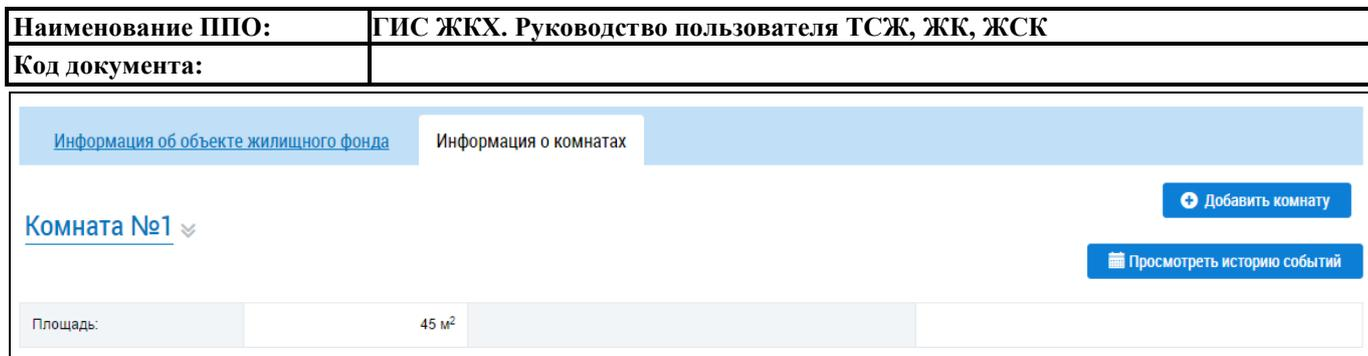 Наименование ППО: ГИС ЖКХ. Руководство пользователя ТСЖ, ЖК, ЖСК
Код документа:
Информация об объекте жилищного фонда Информация о комнатах
Добавить комнату
Комната №1
Просмотреть историю событий
Площадь: 45 м²